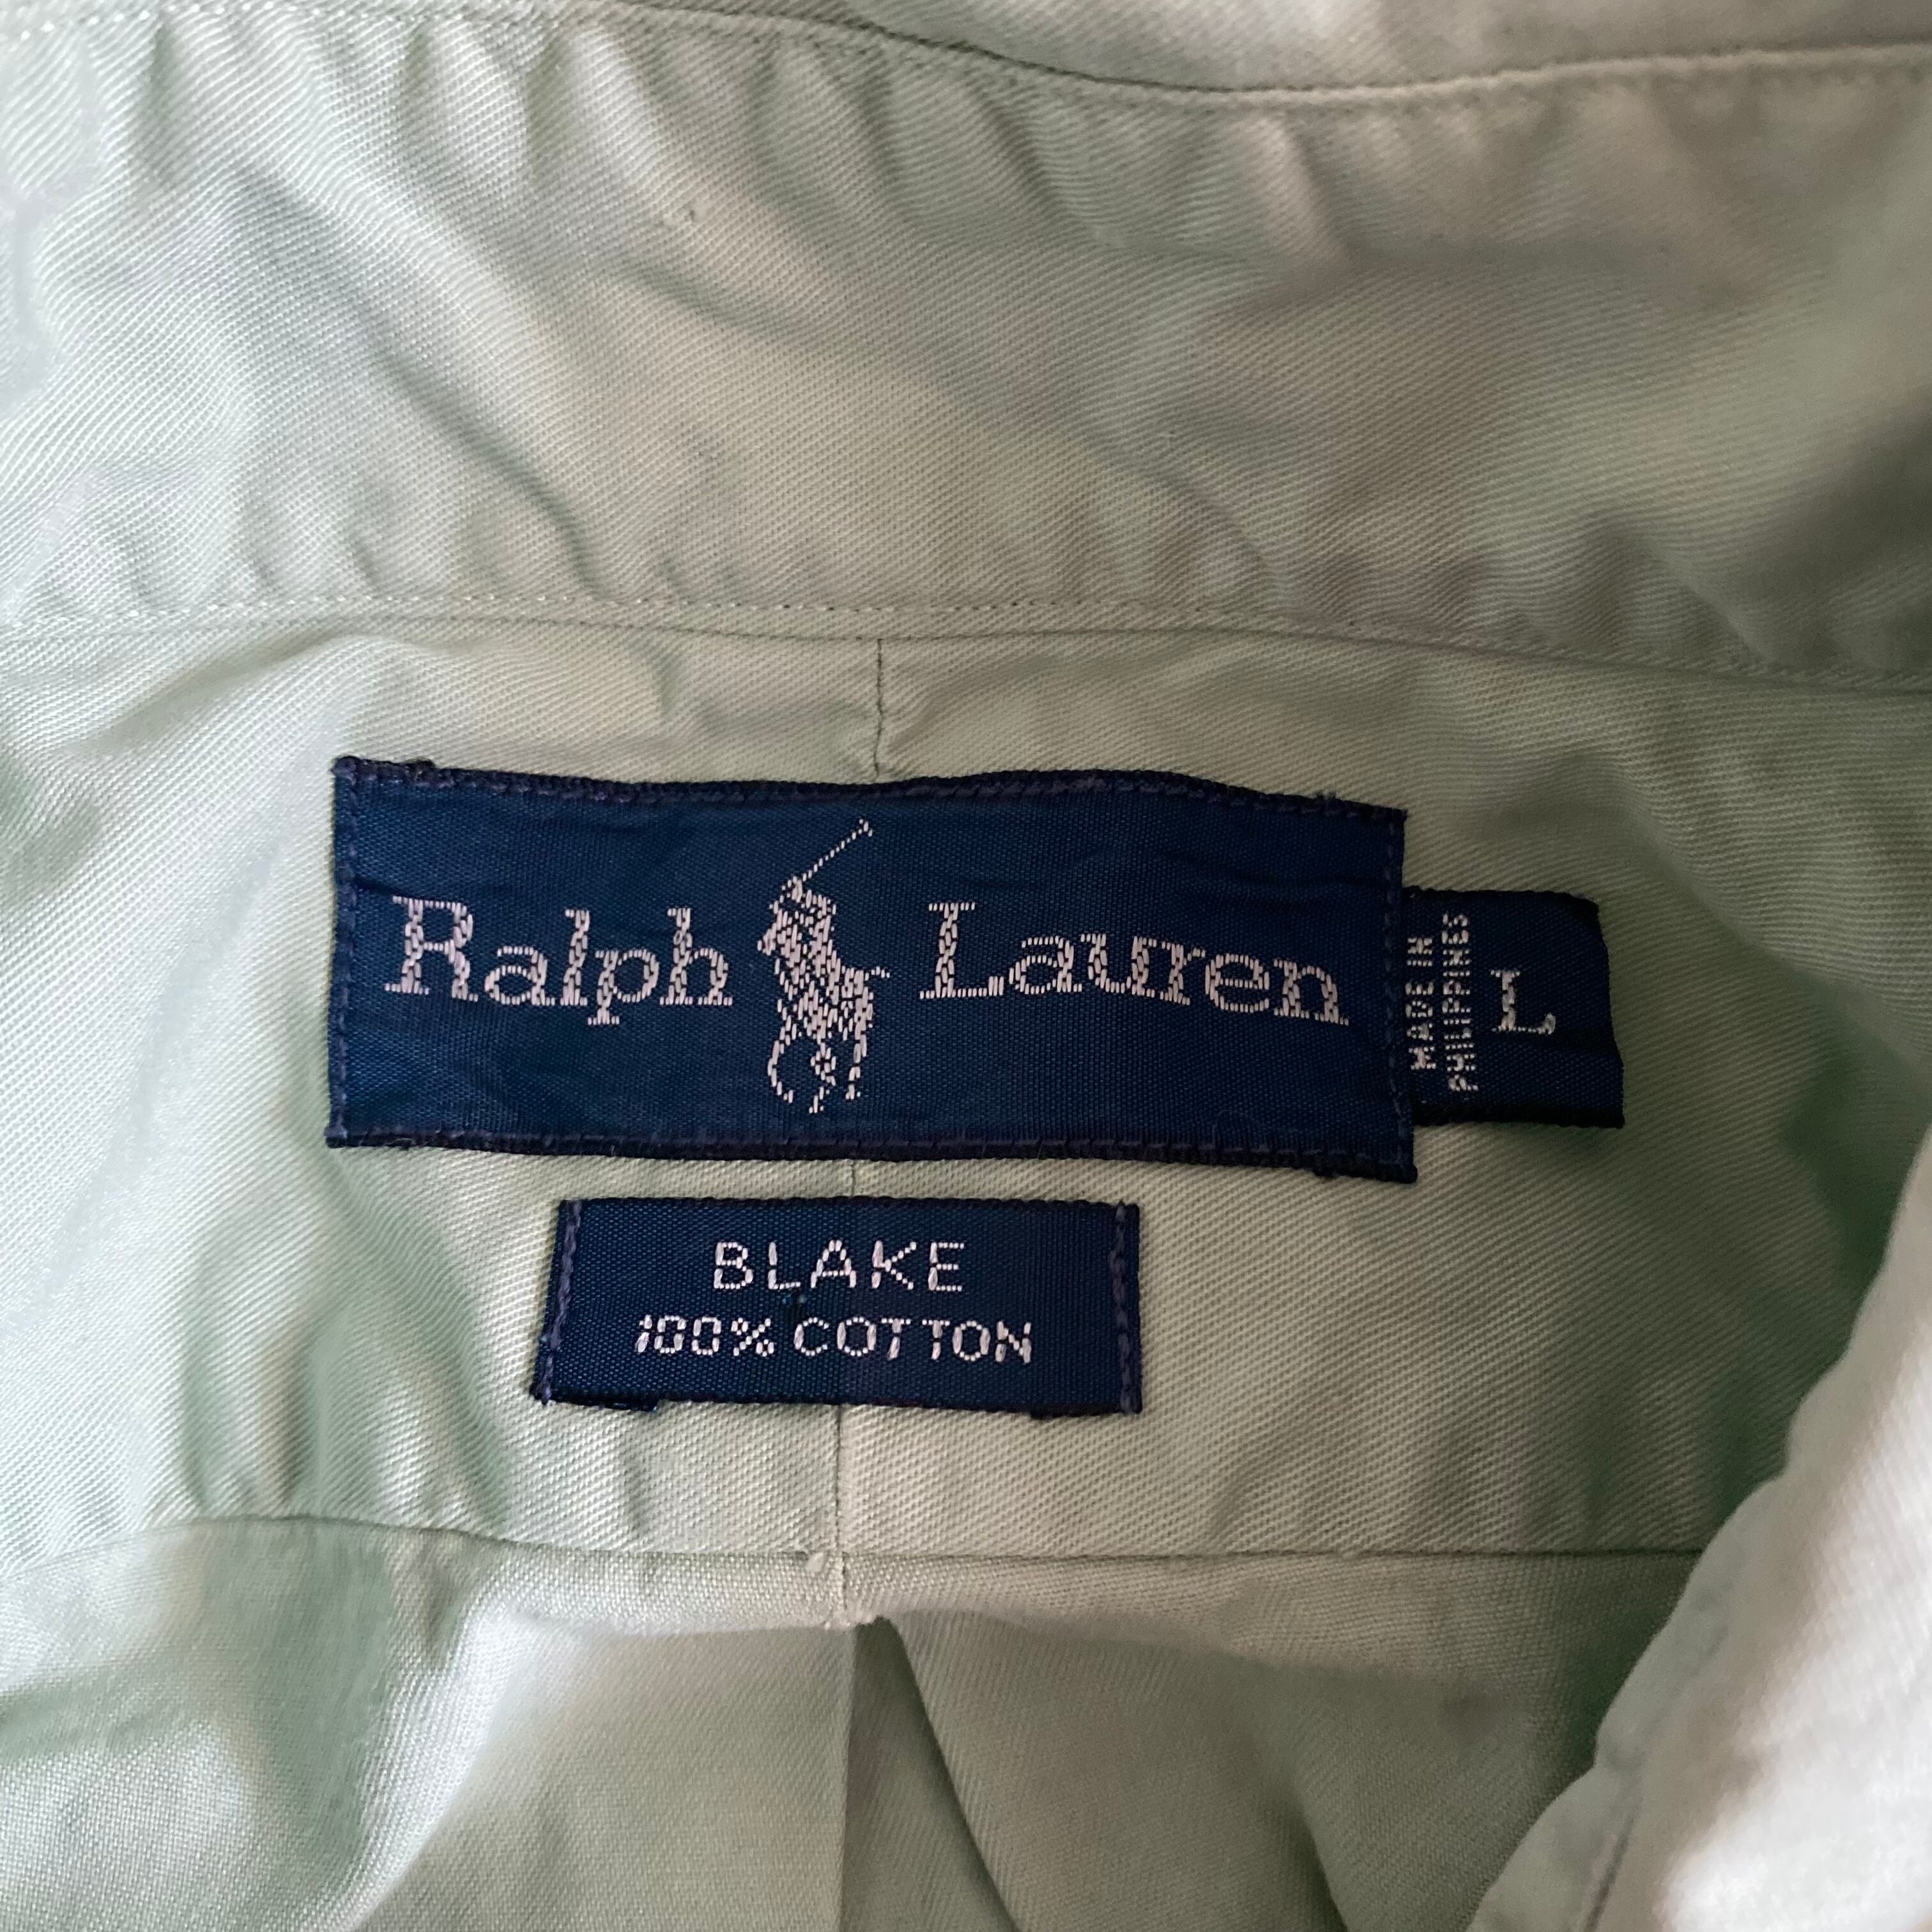 Ralph Lauren
MADE IN
PHILIPPINES
L
BLAKE
100% COTTON